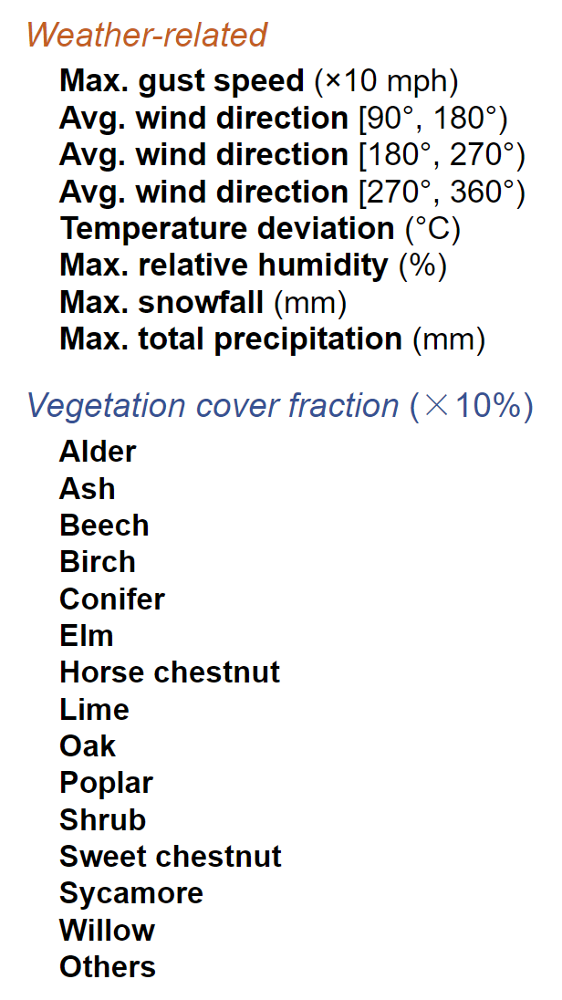 Weather-related
Max. gust speed (×10 mph)
Avg. wind direction [90°, 180°)
Avg. wind direction [180°, 270°)
Avg. wind direction [270°, 360°)
Temperature deviation (°C)
Max. relative humidity (%)
Max. snowfall (mm)
Max. total precipitation (mm)
Vegetation cover fraction (×10%)
Alder
Ash
Beech
Birch
Conifer
Elm
Horse chestnut
Lime
Oak
Poplar
Shrub
Sweet chestnut
Sycamore
Willow
Others